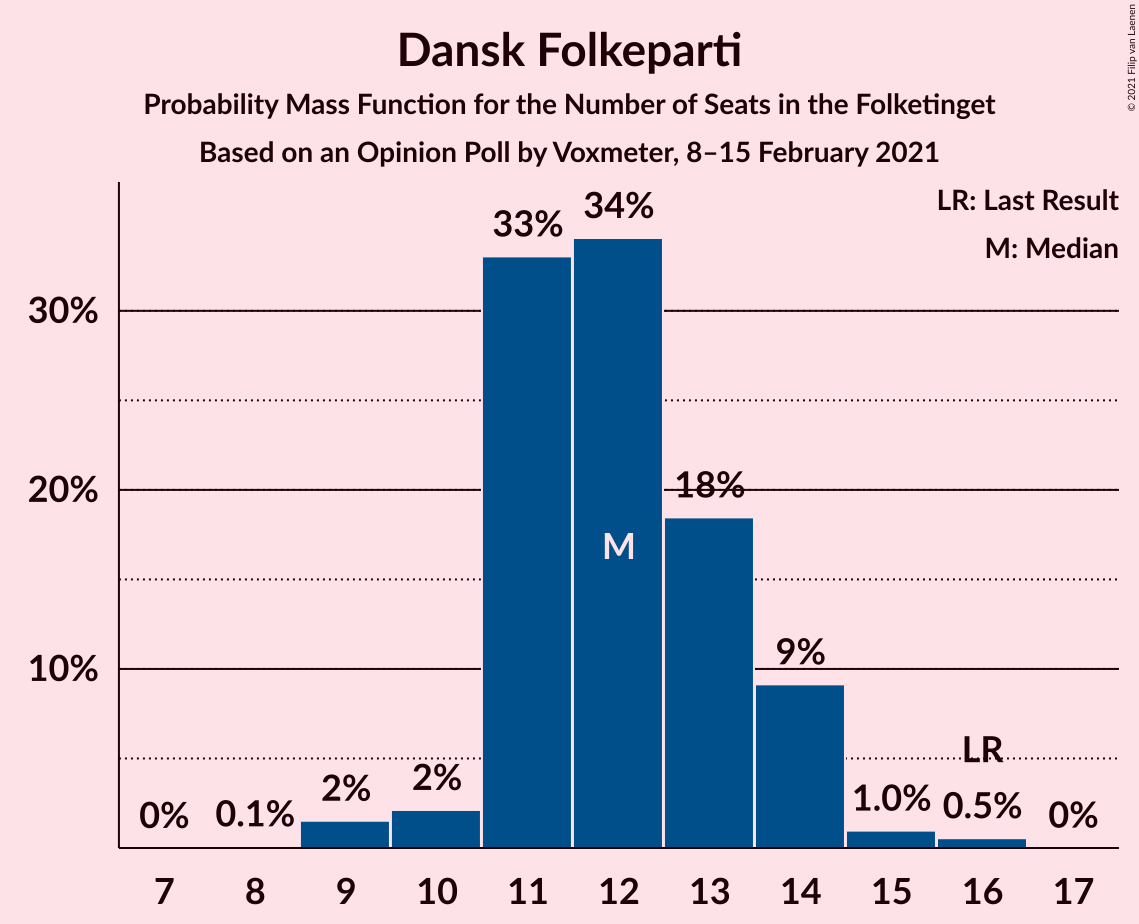 Dansk Folkeparti
Probability Mass Function for the Number of Seats in the Folketinget
Based on an Opinion Poll by Voxmeter, 8–15 February 2021
© 2021 Filip van Laenen
LR: Last Result
M: Median
30%
20%
10%
0%
0.1%
2%
2%
33%
34%
18%
9%
1.0%
0.5%
0%
M
LR
7 8 9 10 11 12 13 14 15 16 17